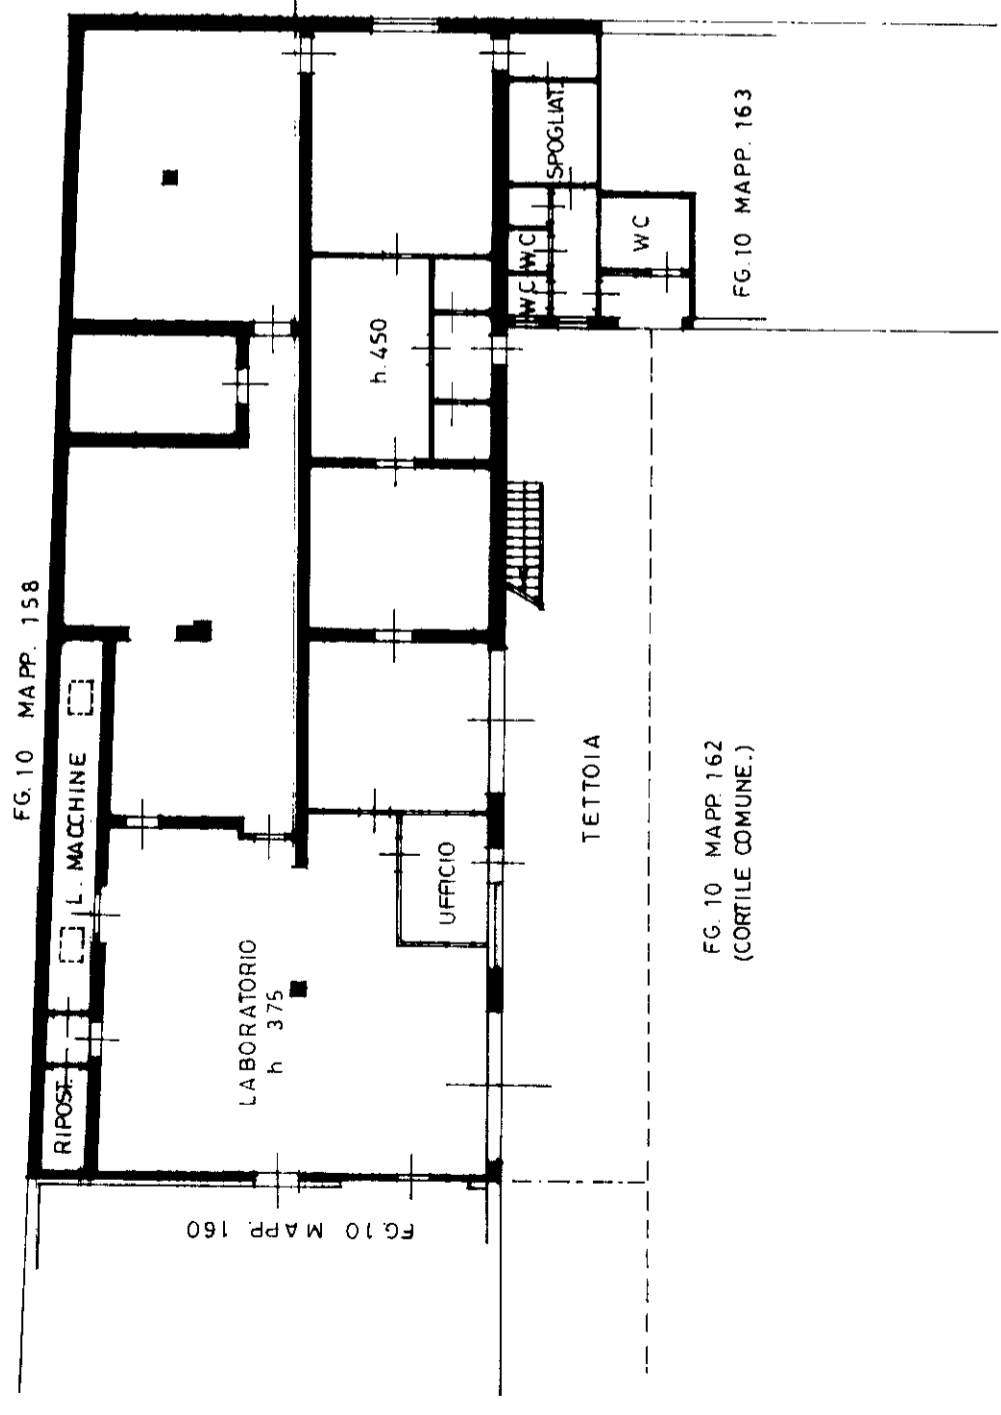 FG.10 MAPP. 158
L. MACCHINE
RIPOST.
LABORATORIO
h 375
UFFICIO
h. 450
SPOGLIAT.
WC
WC
WC
FG.10 MAPP. 163
TETTOIA
FG. 10 MAPP. 162
(CORTILE COMUNE.)
FG.10 MAPP. 160